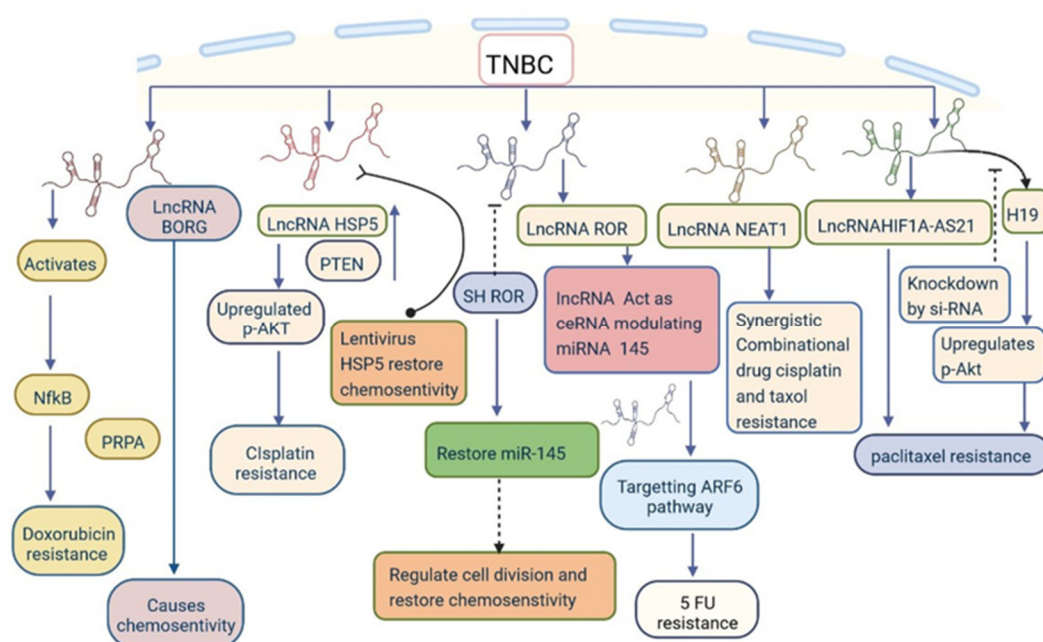 TNBC
LncRNA
BORG
Activates
NfkB
PRPA
Doxorubicin
resistance
Causes
chemosentivity
LncRNA HSP5
PTEN
Upregulated
p-AKT
CIsplatin
resistance
Lentivirus
HSP5 restore
chemosentivity
SH ROR
Restore miR-145
Regulate cell division and
restore chemosenstivity
LncRNA ROR
lncRNA Act as
ceRNA modulating
miRNA 145
Targetting ARF6
pathway
5 FU
resistance
LncRNA NEAT1
Synergistic
Combinational
drug cisplatin
and taxol
resistance
LncRNAHIF1A-AS21
H19
Knockdown
by si-RNA
Upregulates
p-Akt
paclitaxel resistance